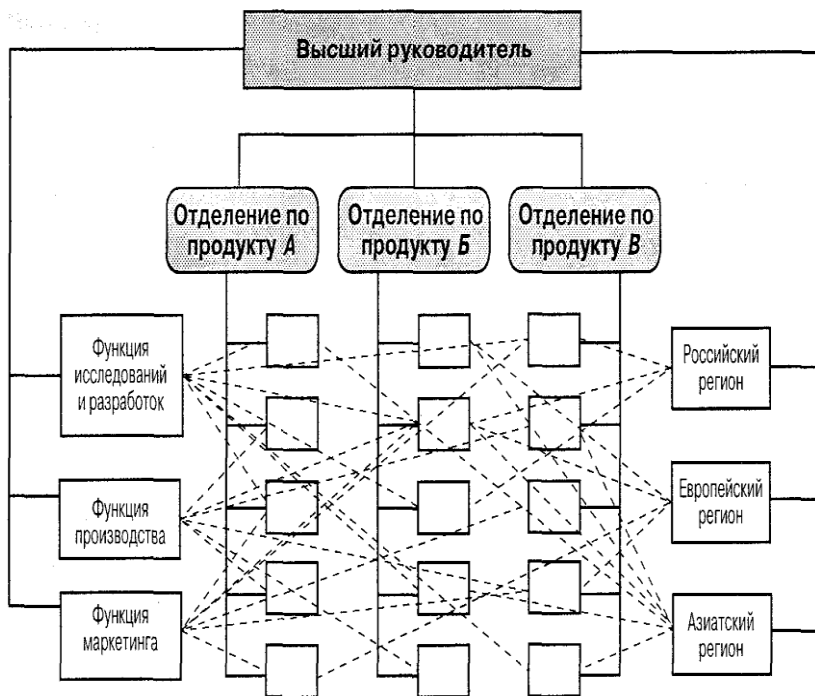 Высший руководитель
Отделение по
продукту А
Отделение по
продукту Б
Отделение по
продукту В
Функция
исследований
и разработок
Функция
производства
Функция
маркетинга
Российский
регион
Европейский
регион
Азиатский
регион